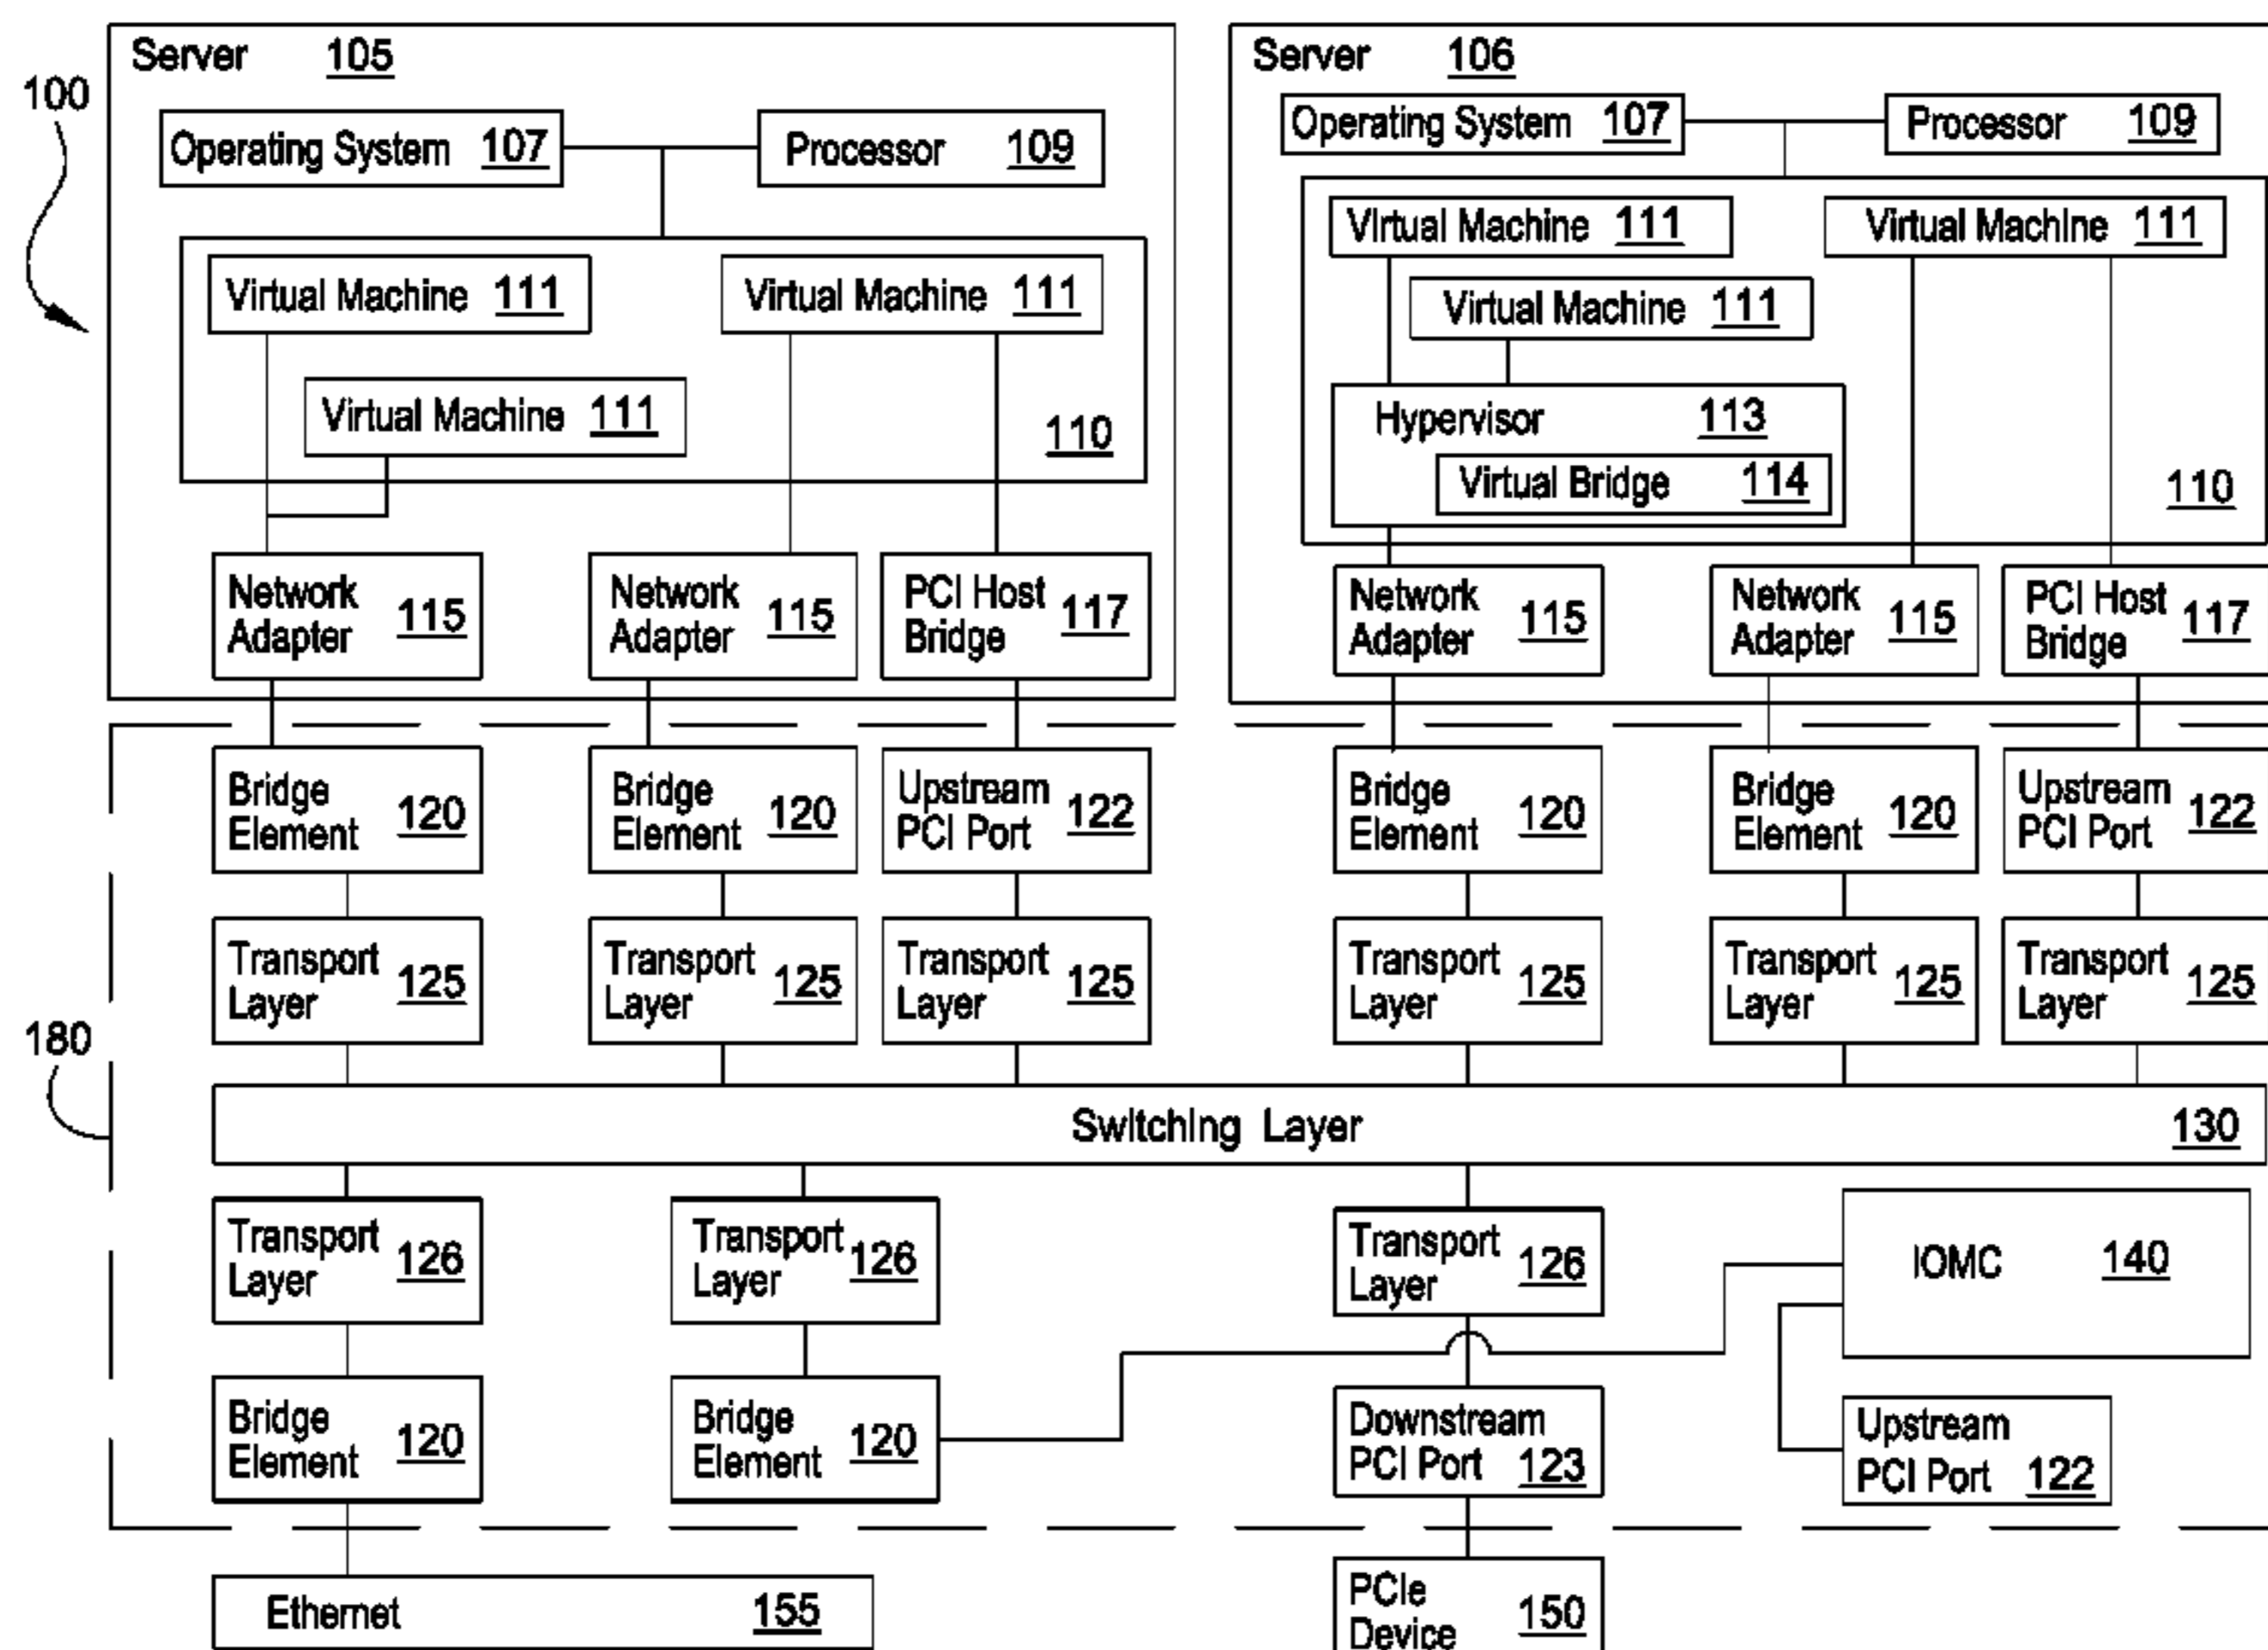 100
Server 105
Operating System 107
Processor 109
Virtual Machine 111
Virtual Machine 111
Virtual Machine 111
110
Network
Adapter 115
Network
Adapter 115
PCI Host
Bridge 117
Server 106
Operating System 107
Processor 109
Virtual Machine 111
Virtual Machine 111
Virtual Machine 111
Hypervisor 113
Virtual Bridge 114
110
Network
Adapter 115
Network
Adapter 115
PCI Host
Bridge 117
180
Bridge
Element 120
Bridge
Element 120
Upstream
PCI Port 122
Bridge
Element 120
Bridge
Element 120
Upstream
PCI Port 122
Transport
Layer 125
Transport
Layer 125
Transport
Layer 125
Transport
Layer 125
Transport
Layer 125
Transport
Layer 125
Switching Layer 130
Transport
Layer 126
Transport
Layer 126
Transport
Layer 126
IOMC 140
Bridge
Element 120
Bridge
Element 120
Downstream
PCI Port 123
Upstream
PCI Port 122
Ethernet 155
PCIe
Device 150